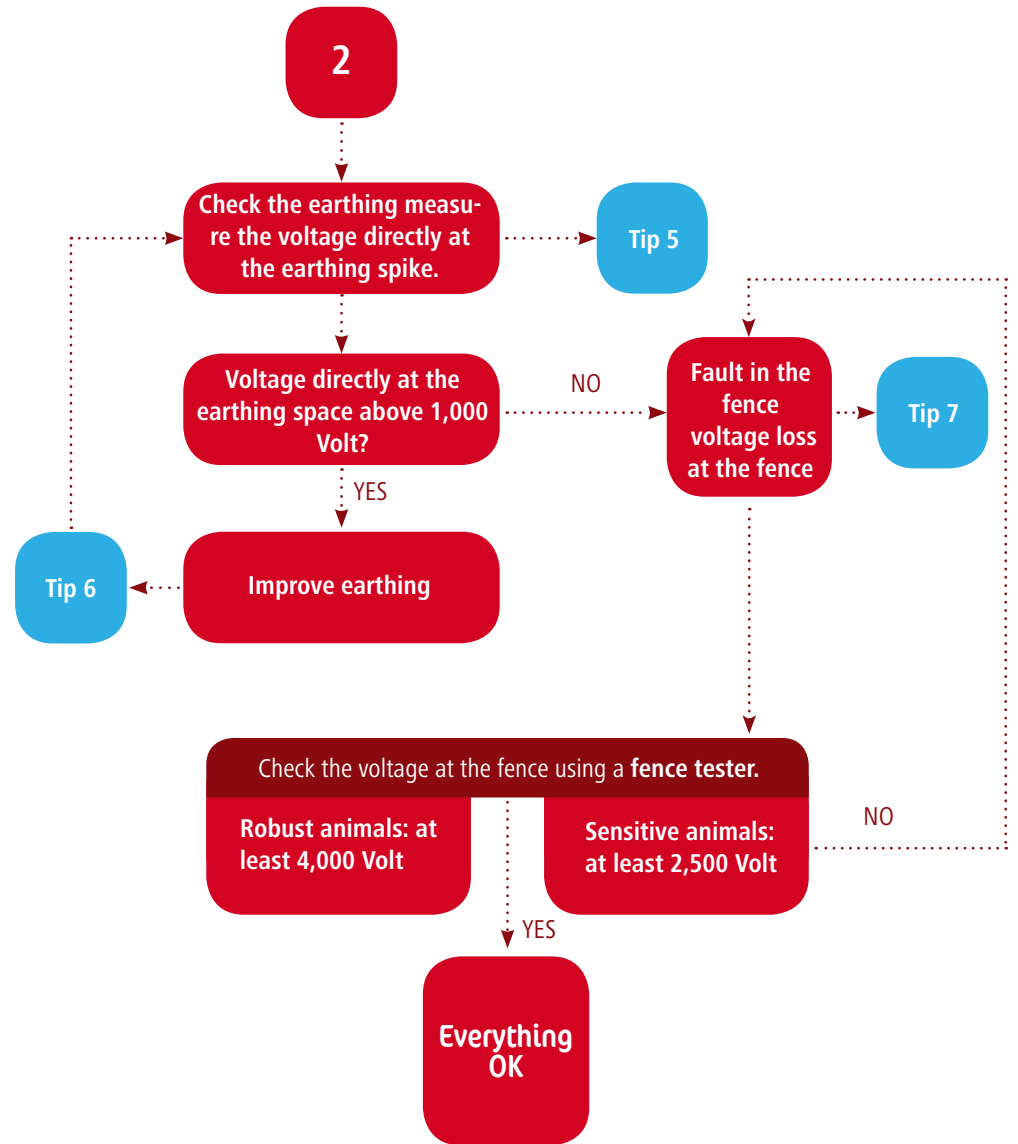 2
Check the earthing measu-
re the voltage directly at
the earthing spike.
Tip 5
Voltage directly at the
earthing space above 1,000
Volt?
NO
Fault in the
fence
voltage loss
at the fence
Tip 7
YES
Improve earthing
Tip 6
Check the voltage at the fence using a fence tester.
Robust animals: at
least 4,000 Volt
Sensitive animals:
at least 2,500 Volt
NO
YES
Everything
OK